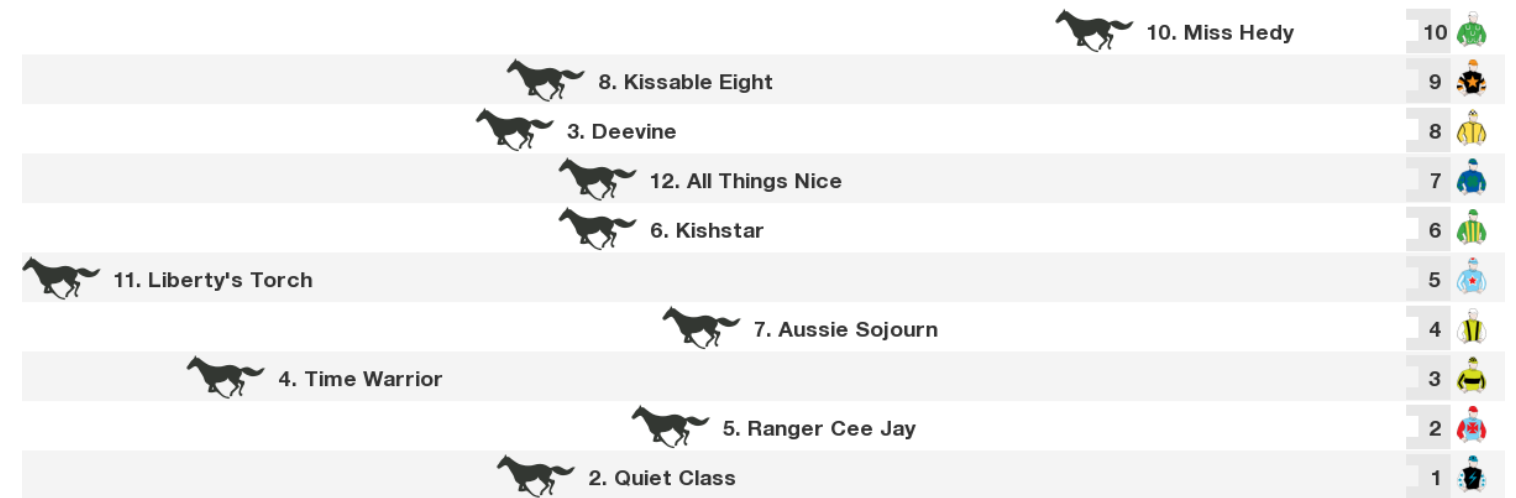 10. Miss Hedy 10
8. Kissable Eight 9
3. Deevine 8
12. All Things Nice 7
6. Kishstar 6
11. Liberty's Torch 5
7. Aussie Sojourn 4
4. Time Warrior 3
5. Ranger Cee Jay 2
2. Quiet Class 1